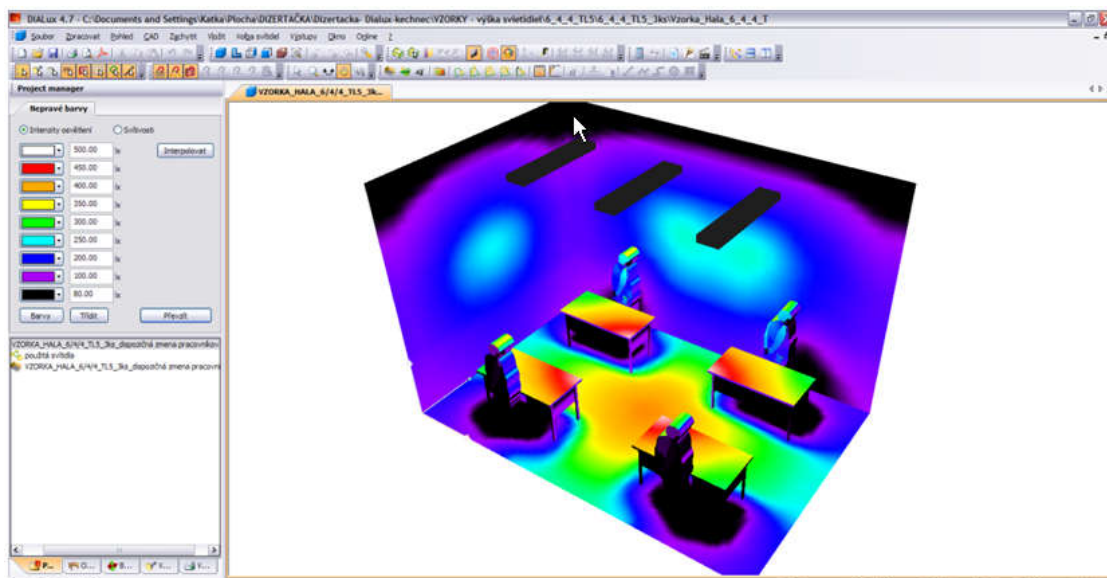 DIALux 4.7 - C:\Documents and Settings\Katka\Plocha\DIZERTAČKA\Dizertacka- Dialux-kechnec\VZORKY - výška svietidiel\6_4_4_TL5\6_4_4_TL5_3ks\Vzorka_Hala_6_4_4_T
Soubor Zpracovat Pohled CAD Zachytit Vložit Volba svítidel Výstupy Okno Online ?
Project manager
VZORKA_HALA_6/4/4_TL5_3k...
Nepravé barvy
Intenzity osvětlení Svítivosti
500.00 lx Interpolovat
450.00 lx
400.00 lx
350.00 lx
300.00 lx
250.00 lx
200.00 lx
100.00 lx
80.00 lx
Barvy Třídit Převzít
VZORKA_HALA_6/4/4_TL5_3ks_dispozičná zmena pracovníkov
použitá svítidla
VZORKA_HALA_6/4/4_TL5_3ks_dispozičná zmena pracovní
P... O... B... V... V...